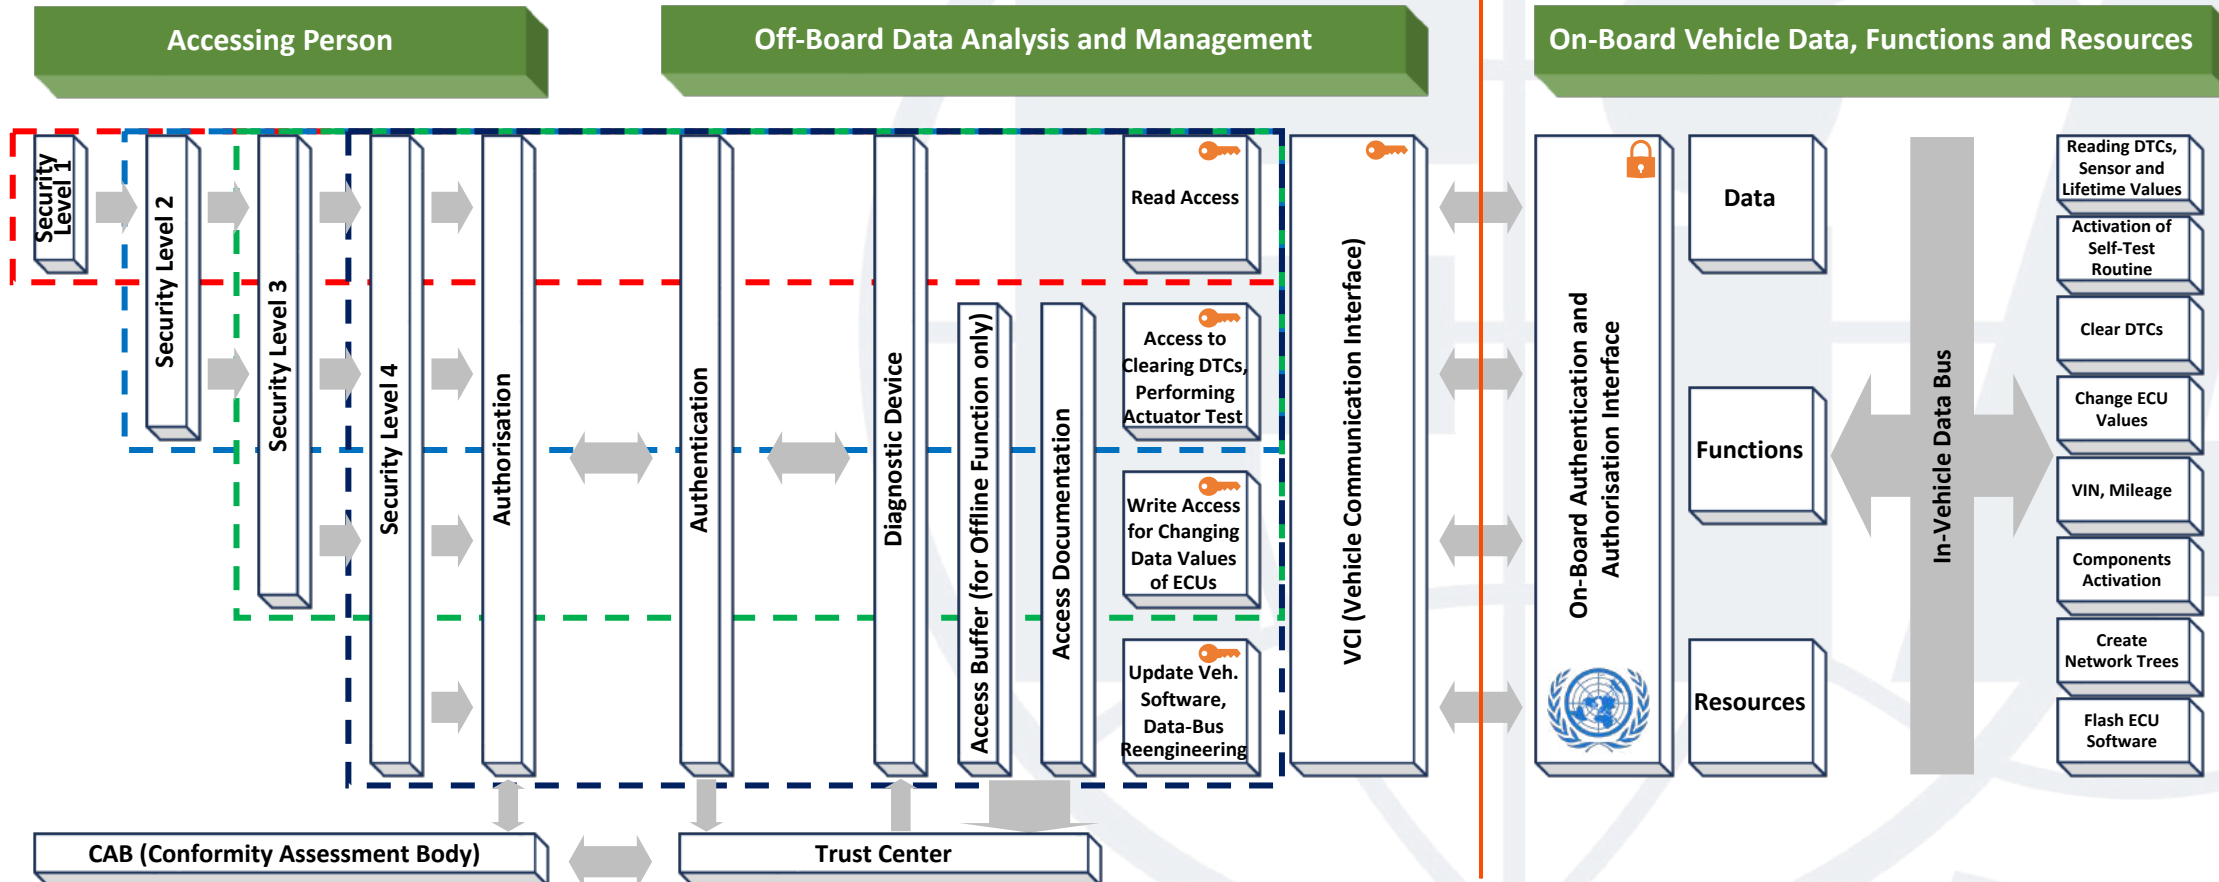 Accessing Person
Off-Board Data Analysis and Management
On-Board Vehicle Data, Functions and Resources
Security
Level 1
Security Level 2
Security Level 3
Security Level 4
Authorisation
Authentication
Diagnostic Device
Access Buffer (for Offline Function only)
Access Documentation
Read Access
Access to
Clearing DTCs,
Performing
Actuator Test
Write Access
for Changing
Data Values
of ECUs
Update Veh.
Software,
Data-Bus
Reengineering
VCI (Vehicle Communication Interface)
On-Board Authentication and
Authorisation Interface
Data
Functions
Resources
In-Vehicle Data Bus
Reading DTCs,
Sensor and
Lifetime Values
Activation of
Self-Test
Routine
Clear DTCs
Change ECU
Values
VIN, Mileage
Components
Activation
Create
Network Trees
Flash ECU
Software
CAB (Conformity Assessment Body)
Trust Center